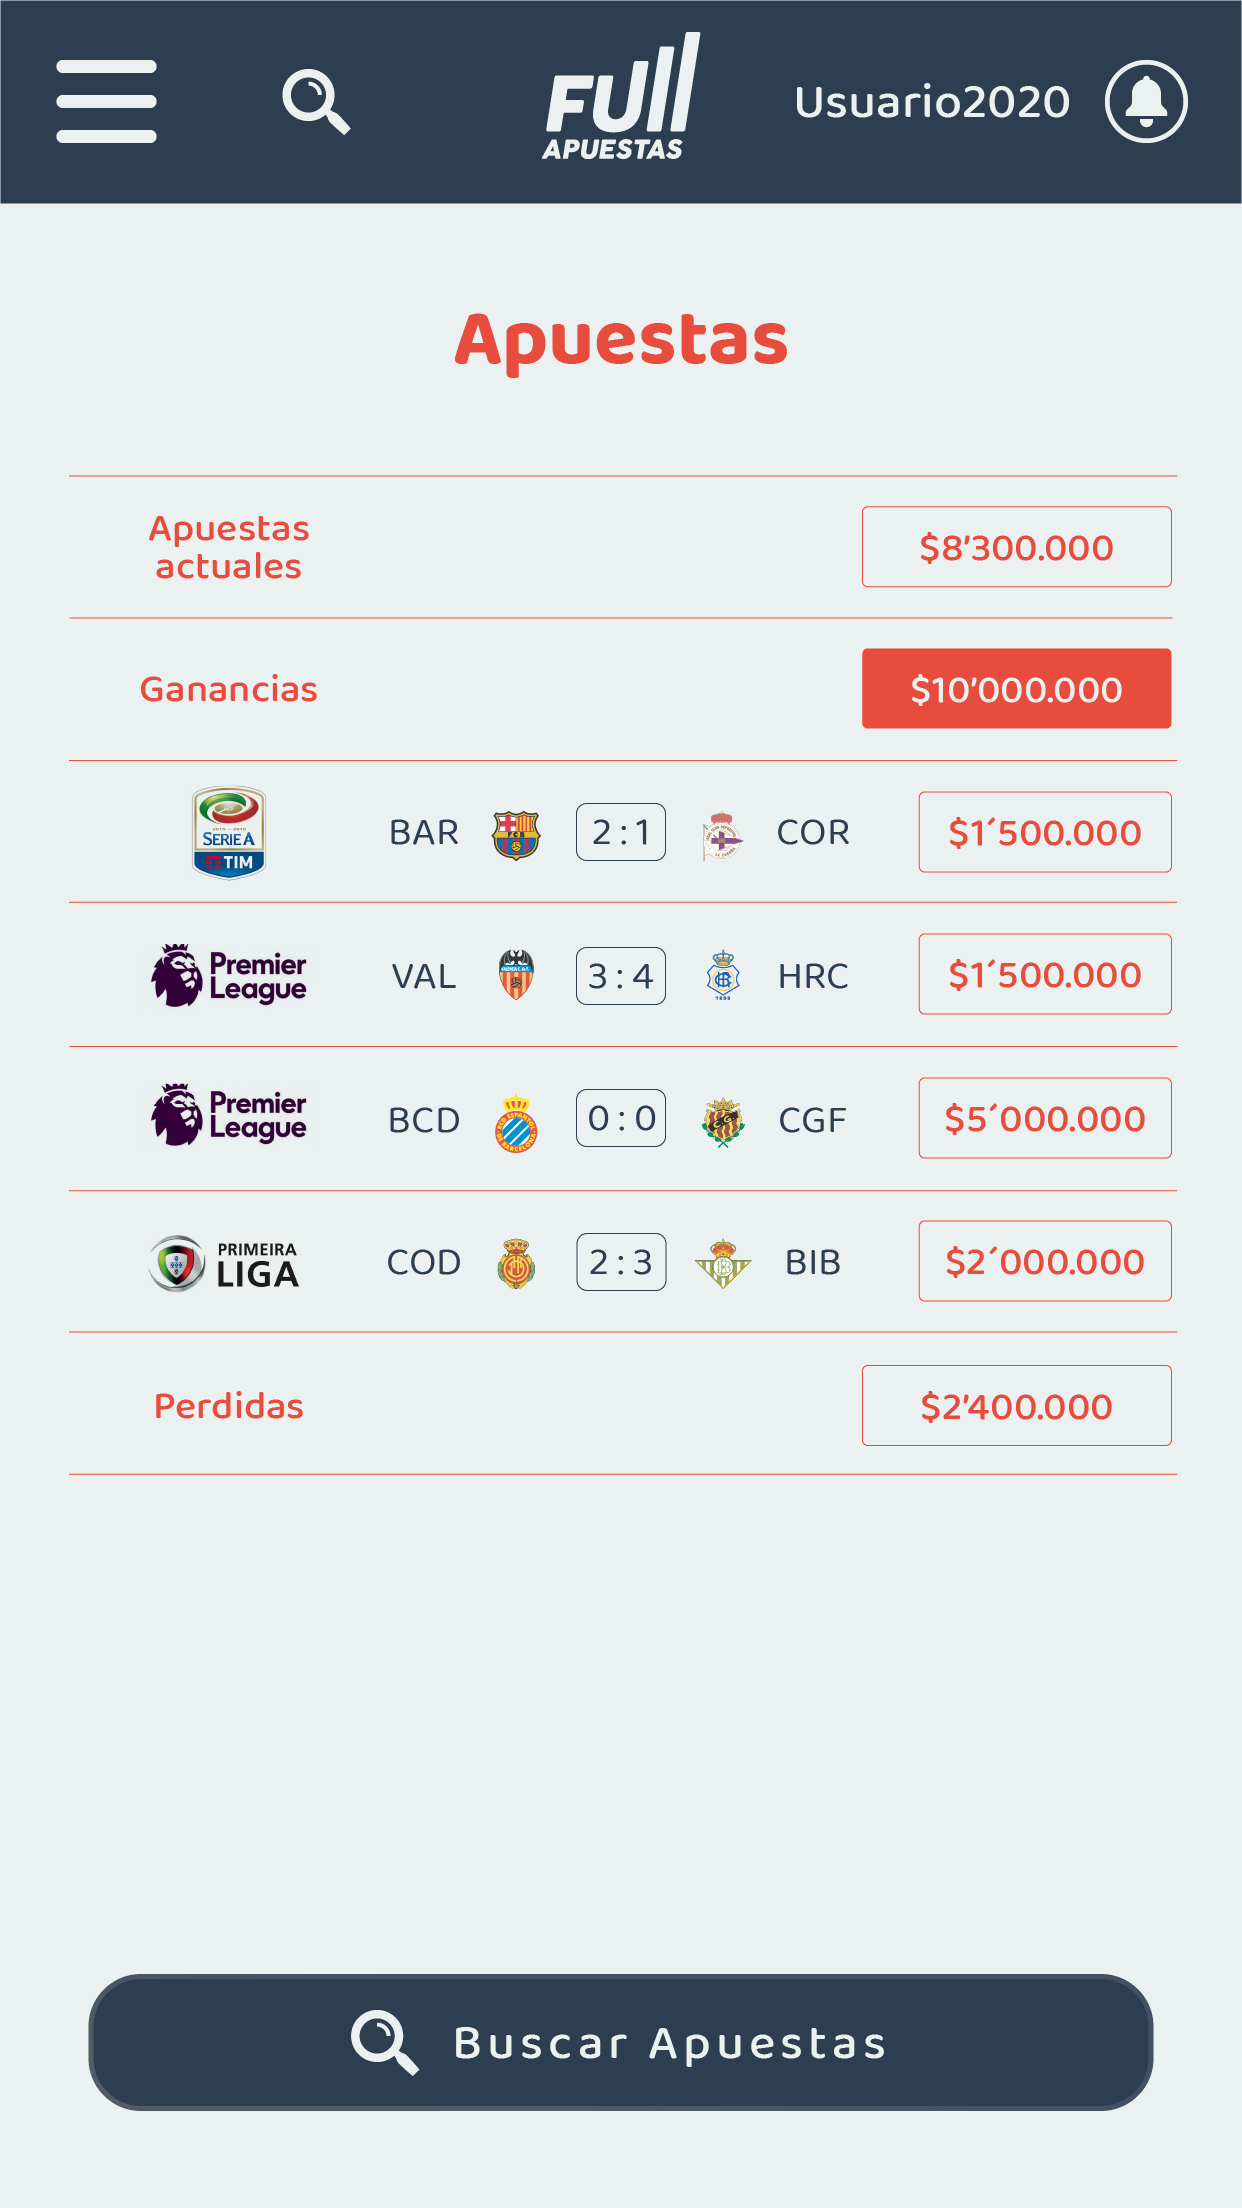 FUll
APUESTAS
Usuario2020
Apuestas
Apuestas
actuales
$8’300.000
Ganancias
$10’000.000
SERIE A
TIM
BAR
FCB
2:1
COR
$1´500.000
Premier
League
VAL
3:4
HRC
$1´500.000
Premier
League
BCD
0:0
CGF
$5´000.000
PRIMEIRA
LIGA
COD
2:3
BIB
$2´000.000
Perdidas
$2’400.000
Buscar Apuestas